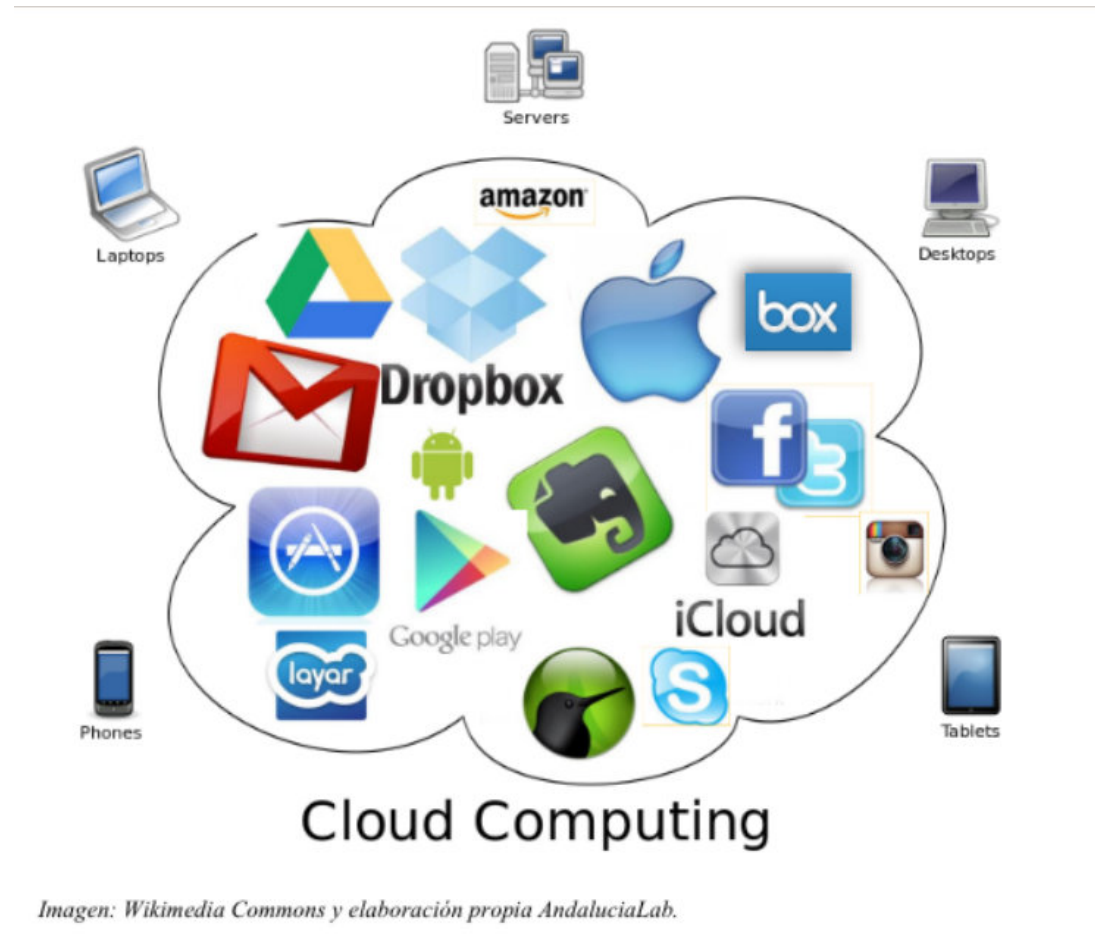 Servers
Laptops
Desktops
amazon
box
Dropbox
f
t
iCloud
Google play
layar
S
Phones
Tablets
Cloud Computing
Imagen: Wikimedia Commons y elaboración propia AndaluciaLab.